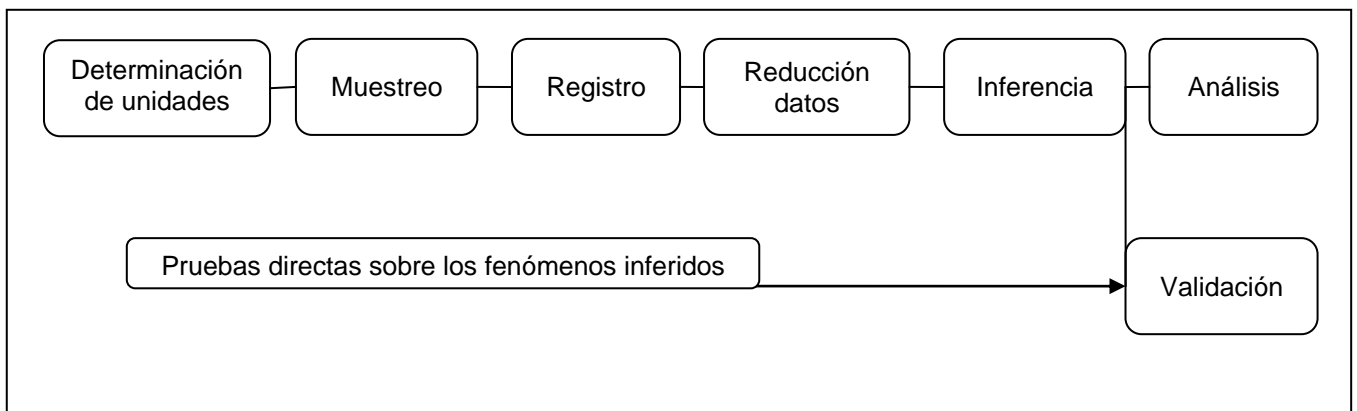 Determinación
de unidades
Muestreo
Registro
Reducción
datos
Inferencia
Análisis
Pruebas directas sobre los fenómenos inferidos
Validación